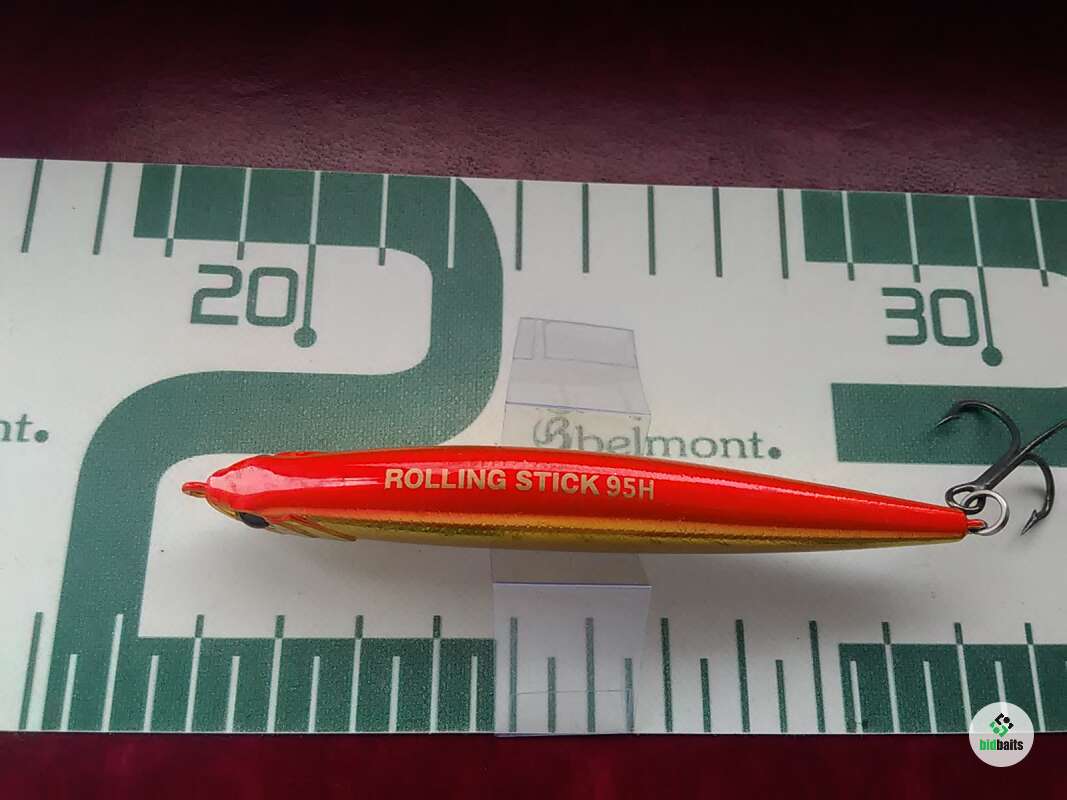 20
30
nt.
belmont.
ROLLING STICK 95H
bidbaits